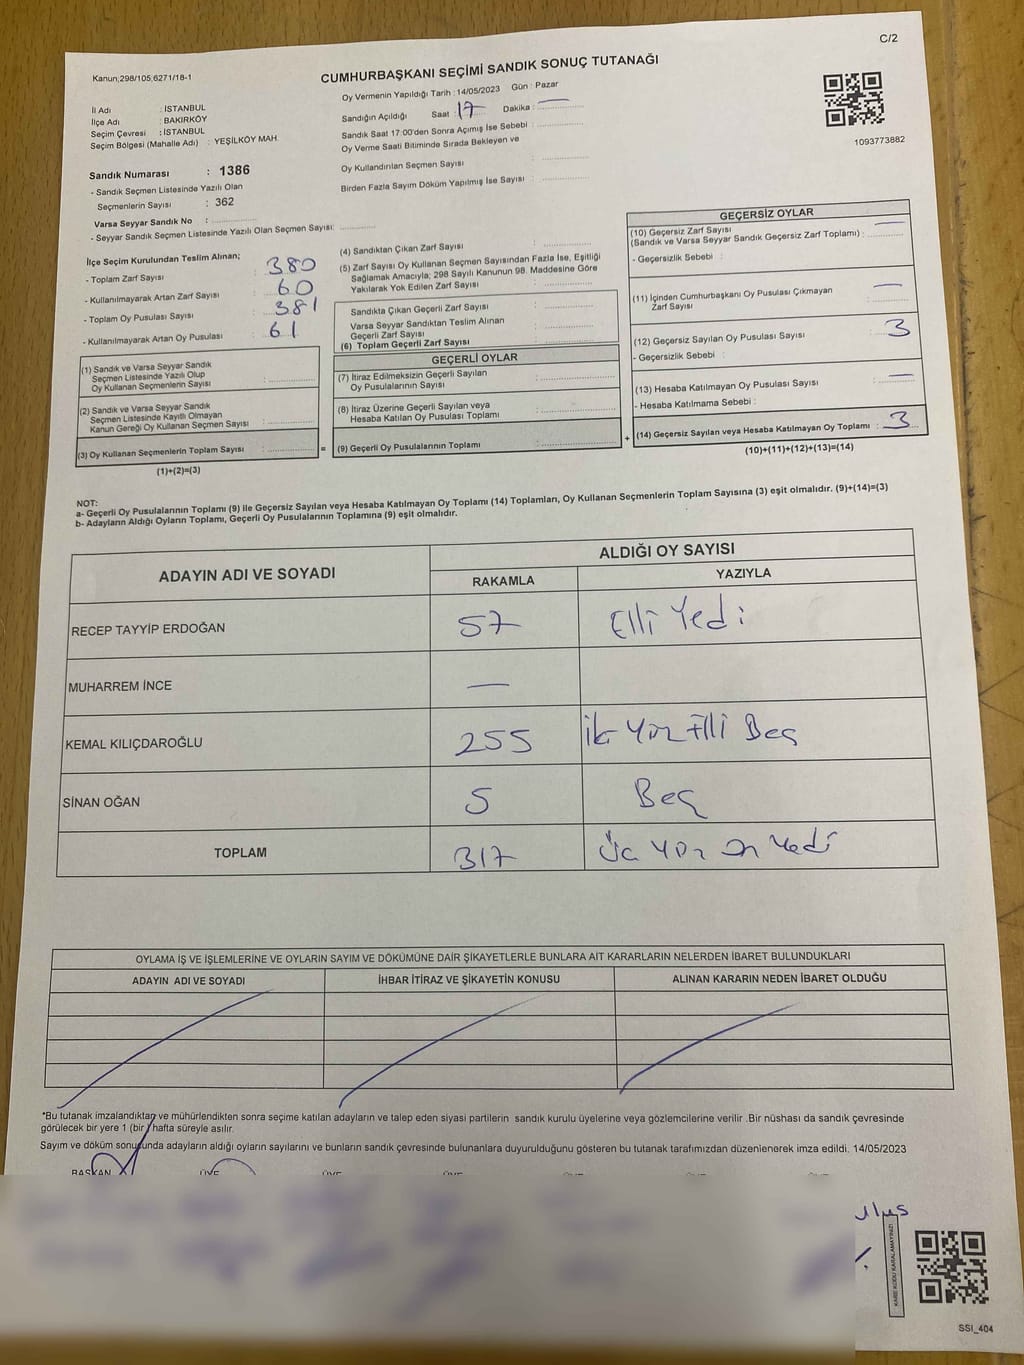 C/2
Kanun;298/105,6271/18-1
CUMHURBAŞKANI SEÇİMİ SANDIK SONUÇ TUTANAĞI
Oy Vermenin Yapıldığı Tarih : 14/05/2023 Gün : Pazar
İl Adı : İSTANBUL
İlçe Adı : BAKIRKÖY
Seçim Çevresi : İSTANBUL
Seçim Bölgesi (Mahalle Adı) : YEŞİLKÖY MAH.
Sandığın Açıldığı Saat : 17 Dakika : —
Sandık Saat 17:00'den Sonra Açımış İse Sebebi :
Oy Verme Saati Bitiminde Sırada Bekleyen ve
Oy Kullandırılan Seçmen Sayısı :
Birden Fazla Sayım Döküm Yapılmış İse Sayısı :
1093773882
Sandık Numarası : 1386
- Sandık Seçmen Listesinde Yazılı Olan
Seçmenlerin Sayısı : 362
Varsa Seyyar Sandık No :
- Seyyar Sandık Seçmen Listesinde Yazılı Olan Seçmen Sayısı:
İlçe Seçim Kurulundan Teslim Alınan;
- Toplam Zarf Sayısı : 380
- Kullanılmayarak Artan Zarf Sayısı : 60
- Toplam Oy Pusulası Sayısı : 381
- Kullanılmayarak Artan Oy Pusulası : 61
(1) Sandık ve Varsa Seyyar Sandık
Seçmen Listesinde Yazılı Olup
Oy Kullanan Seçmenlerin Sayısı :
(2) Sandık ve Varsa Seyyar Sandık
Seçmen Listesinde Kayıtlı Olmayan
Kanun Gereği Oy Kullanan Seçmen Sayısı :
(3) Oy Kullanan Seçmenlerin Toplam Sayısı :
(1)+(2)=(3)
=
(4) Sandıktan Çıkan Zarf Sayısı :
(5) Zarf Sayısı Oy Kullanan Seçmen Sayısından Fazla İse, Eşitliği
Sağlamak Amacıyla; 298 Sayılı Kanunun 98. Maddesine Göre
Yakılarak Yok Edilen Zarf Sayısı :
Sandıkta Çıkan Geçerli Zarf Sayısı :
Varsa Seyyar Sandıktan Teslim Alınan
Geçerli Zarf Sayısı :
(6) Toplam Geçerli Zarf Sayısı :
GEÇERLİ OYLAR
(7) İtiraz Edilmeksizin Geçerli Sayılan
Oy Pusulalarının Sayısı :
(8) İtiraz Üzerine Geçerli Sayılan veya
Hesaba Katılan Oy Pusulası Toplamı :
(9) Geçerli Oy Pusulalarının Toplamı :
+
GEÇERSİZ OYLAR
(10) Geçersiz Zarf Sayısı —
(Sandık ve Varsa Seyyar Sandık Geçersiz Zarf Toplamı) :
- Geçersizlik Sebebi :
(11) İçinden Cumhurbaşkanı Oy Pusulası Çıkmayan —
Zarf Sayısı :
(12) Geçersiz Sayılan Oy Pusulası Sayısı : 3
- Geçersizlik Sebebi :
(13) Hesaba Katılmayan Oy Pusulası Sayısı : —
- Hesaba Katılmama Sebebi :
(14) Geçersiz Sayılan veya Hesaba Katılmayan Oy Toplamı : 3
(10)+(11)+(12)+(13)=(14)
NOT:
a- Geçerli Oy Pusulalarının Toplamı (9) ile Geçersiz Sayılan veya Hesaba Katılmayan Oy Toplamı (14) Toplamları, Oy Kullanan Seçmenlerin Toplam Sayısına (3) eşit olmalıdır. (9)+(14)=(3)
b- Adayların Aldığı Oyların Toplamı, Geçerli Oy Pusulalarının Toplamına (9) eşit olmalıdır.
ADAYIN ADI VE SOYADI
ALDIĞI OY SAYISI
RAKAMLA YAZIYLA
RECEP TAYYİP ERDOĞAN 57 Elli Yedi
MUHARREM İNCE —
KEMAL KILIÇDAROĞLU 255 iki Yüz Elli Beş
SİNAN OĞAN 5 Beş
TOPLAM 317 Üç Yüz On Yedi
OYLAMA İŞ VE İŞLEMLERİNE VE OYLARIN SAYIM VE DÖKÜMÜNE DAİR ŞİKAYETLERLE BUNLARA AİT KARARLARIN NELERDEN İBARET BULUNDUKLARI
ADAYIN ADI VE SOYADI İHBAR İTİRAZ VE ŞİKAYETİN KONUSU ALINAN KARARIN NEDEN İBARET OLDUĞU
*Bu tutanak imzalandıktan ve mühürlendikten sonra seçime katılan adayların ve talep eden siyasi partilerin sandık kurulu üyelerine veya gözlemcilerine verilir .Bir nüshası da sandık çevresinde
görülecek bir yere 1 (bir) hafta süreyle asılır.
Sayım ve döküm sonucunda adayların aldığı oyların sayılarını ve bunların sandık çevresinde bulunanlara duyurulduğunu gösteren bu tutanak tarafımızdan düzenlenerek imza edildi. 14/05/2023
BAŞKAN ÜYE ÜYE
KARE KODU KARALAMAYINIZ!
SSI_404